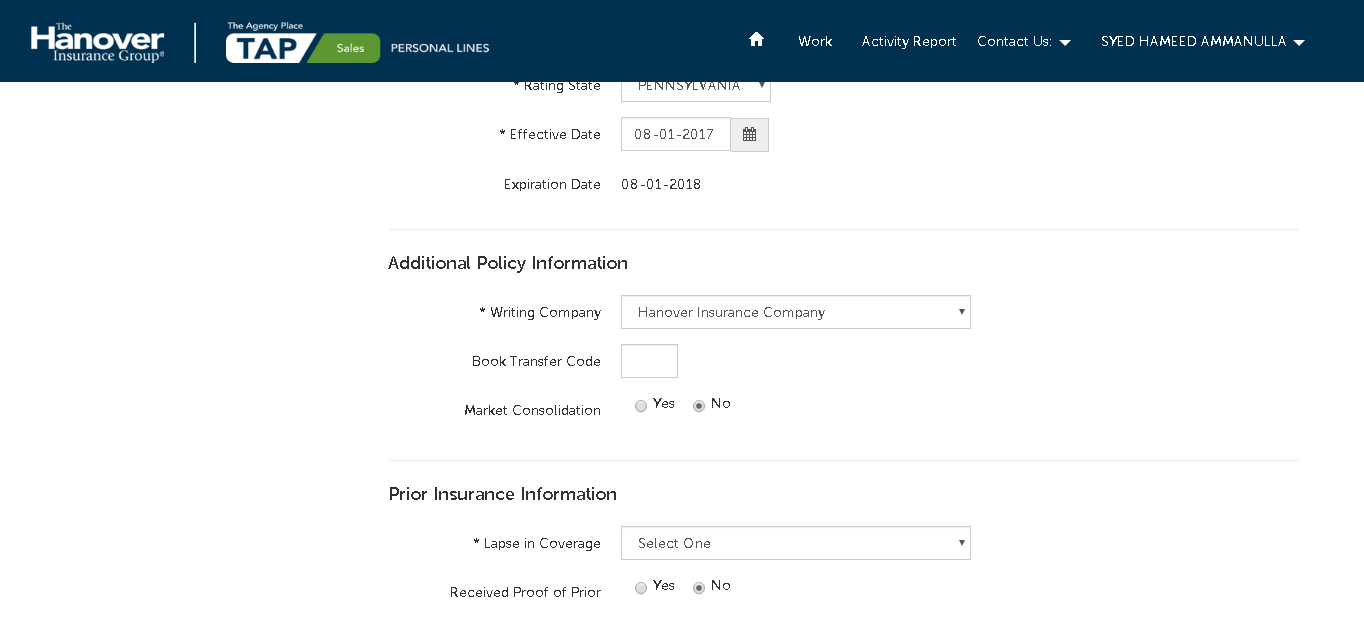 The
Hanover
Insurance Group®
The Agency Place
TAP Sales PERSONAL LINES
Work Activity Report Contact Us: SYED HAMEED AMMANULLA
* Rating State PENNSYLVANIA
* Effective Date 08-01-2017
Expiration Date 08-01-2018
Additional Policy Information
* Writing Company Hanover Insurance Company
Book Transfer Code
Market Consolidation Yes No
Prior Insurance Information
* Lapse in Coverage Select One
Received Proof of Prior Yes No